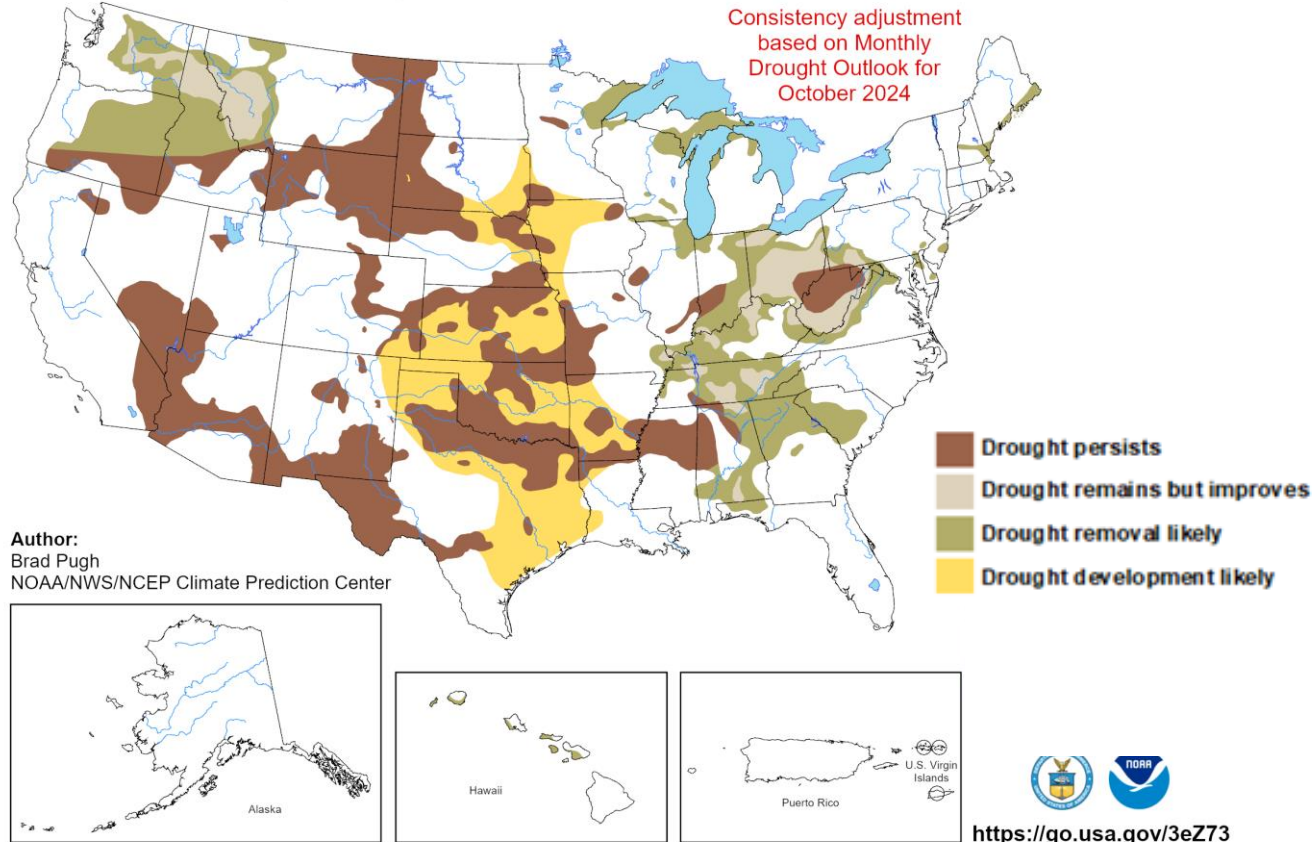 Consistency adjustment
based on Monthly
Drought Outlook for
October 2024
Drought persists
Drought remains but improves
Drought removal likely
Drought development likely
Author:
Brad Pugh
NOAA/NWS/NCEP Climate Prediction Center
Alaska
Hawaii
Puerto Rico
U.S. Virgin
Islands
NOAA
https://go.usa.gov/3eZ73